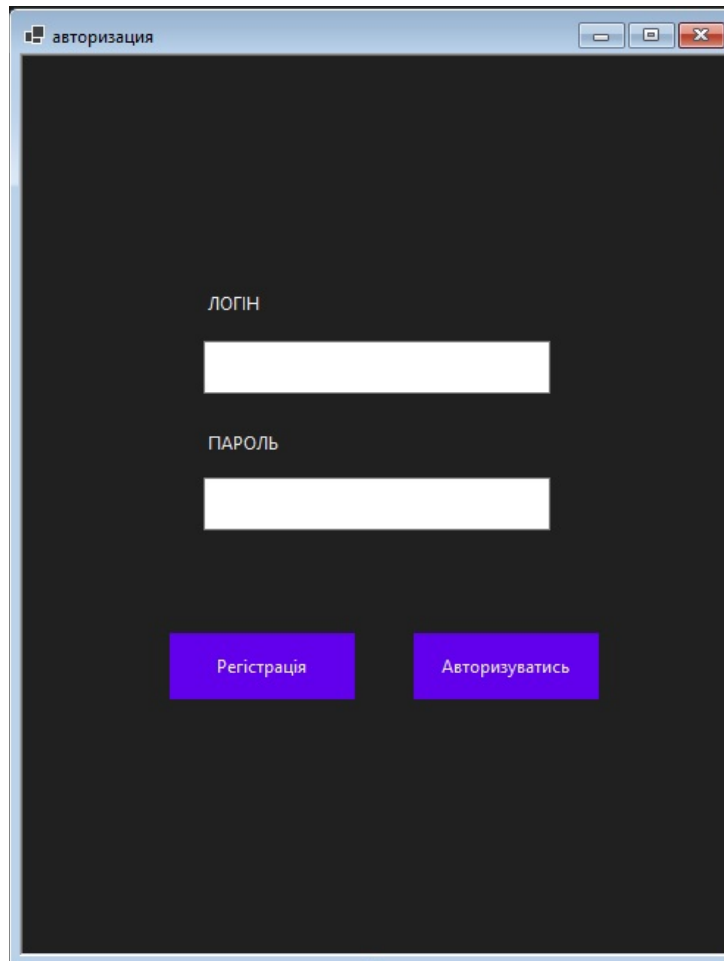 авторизация
ЛОГІН
ПАРОЛЬ
Регістрація
Авторизуватись